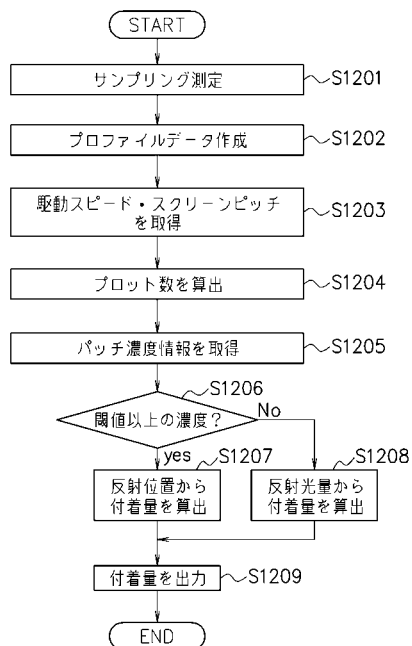 START
サンプリング測定
S1201
プロファイルデータ作成
S1202
駆動スピード・スクリーンピッチ
を取得
S1203
プロット数を算出
S1204
パッチ濃度情報を取得
S1205
S1206
閾値以上の濃度?
No
yes
S1207
反射位置から
付着量を算出
S1208
反射光量から
付着量を算出
付着量を出力
S1209
END